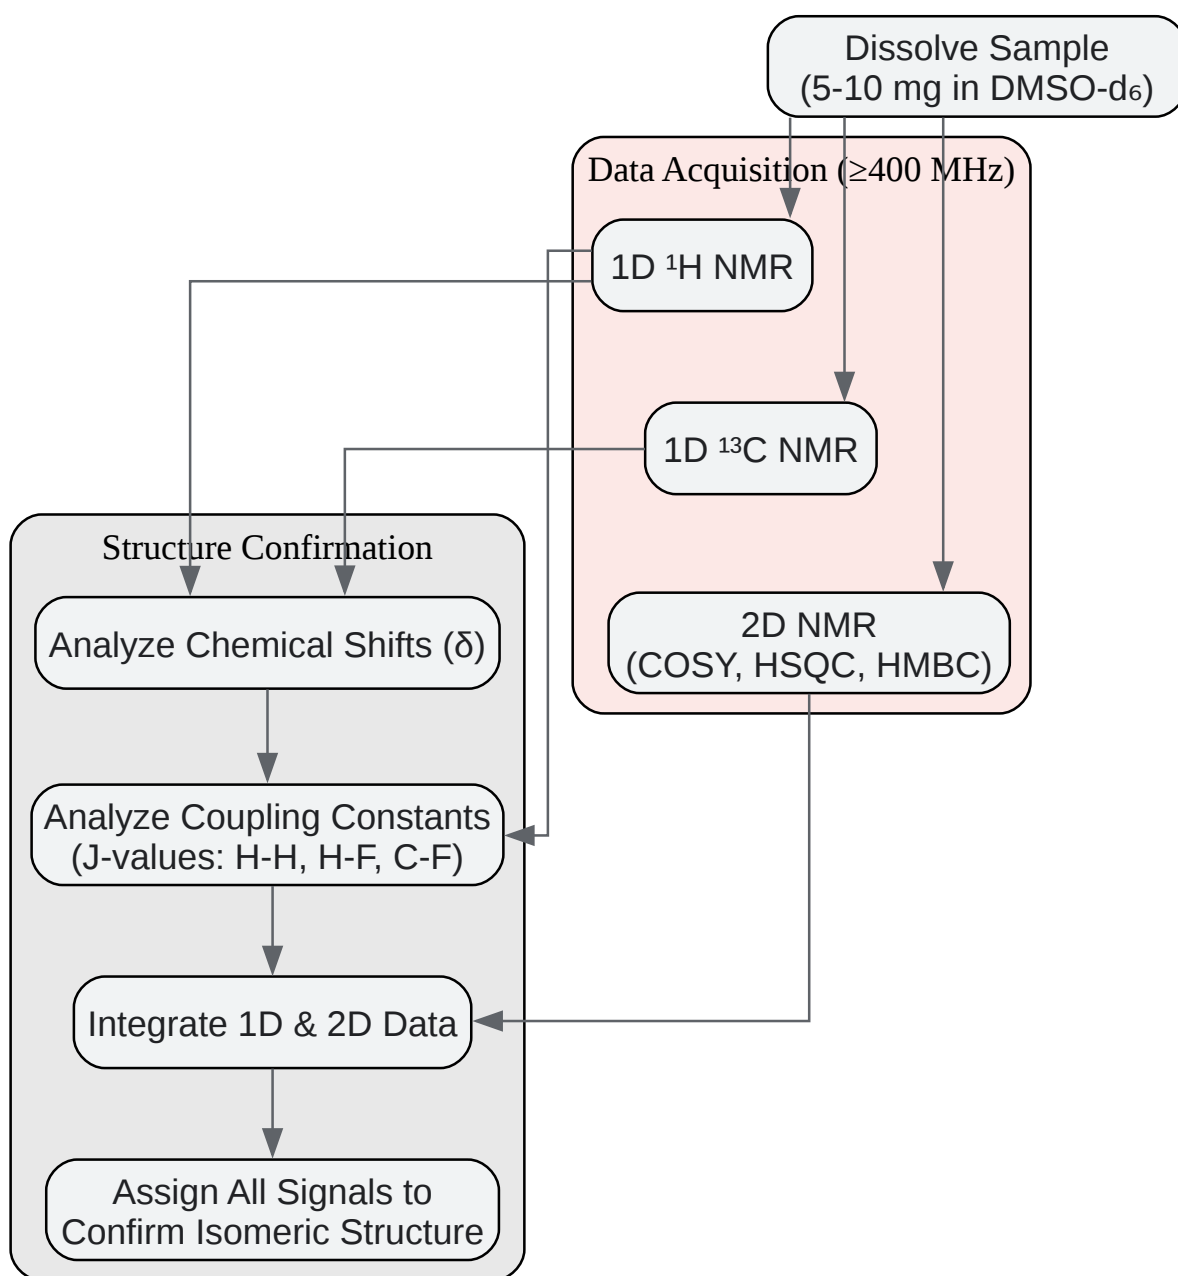 Dissolve Sample
(5-10 mg in DMSO-d₆)
Data Acquisition (≥400 MHz)
1D ¹H NMR
1D ¹³C NMR
2D NMR
(COSY, HSQC, HMBC)
Structure Confirmation
Analyze Chemical Shifts (δ)
Analyze Coupling Constants
(J-values: H-H, H-F, C-F)
Integrate 1D & 2D Data
Assign All Signals to
Confirm Isomeric Structure